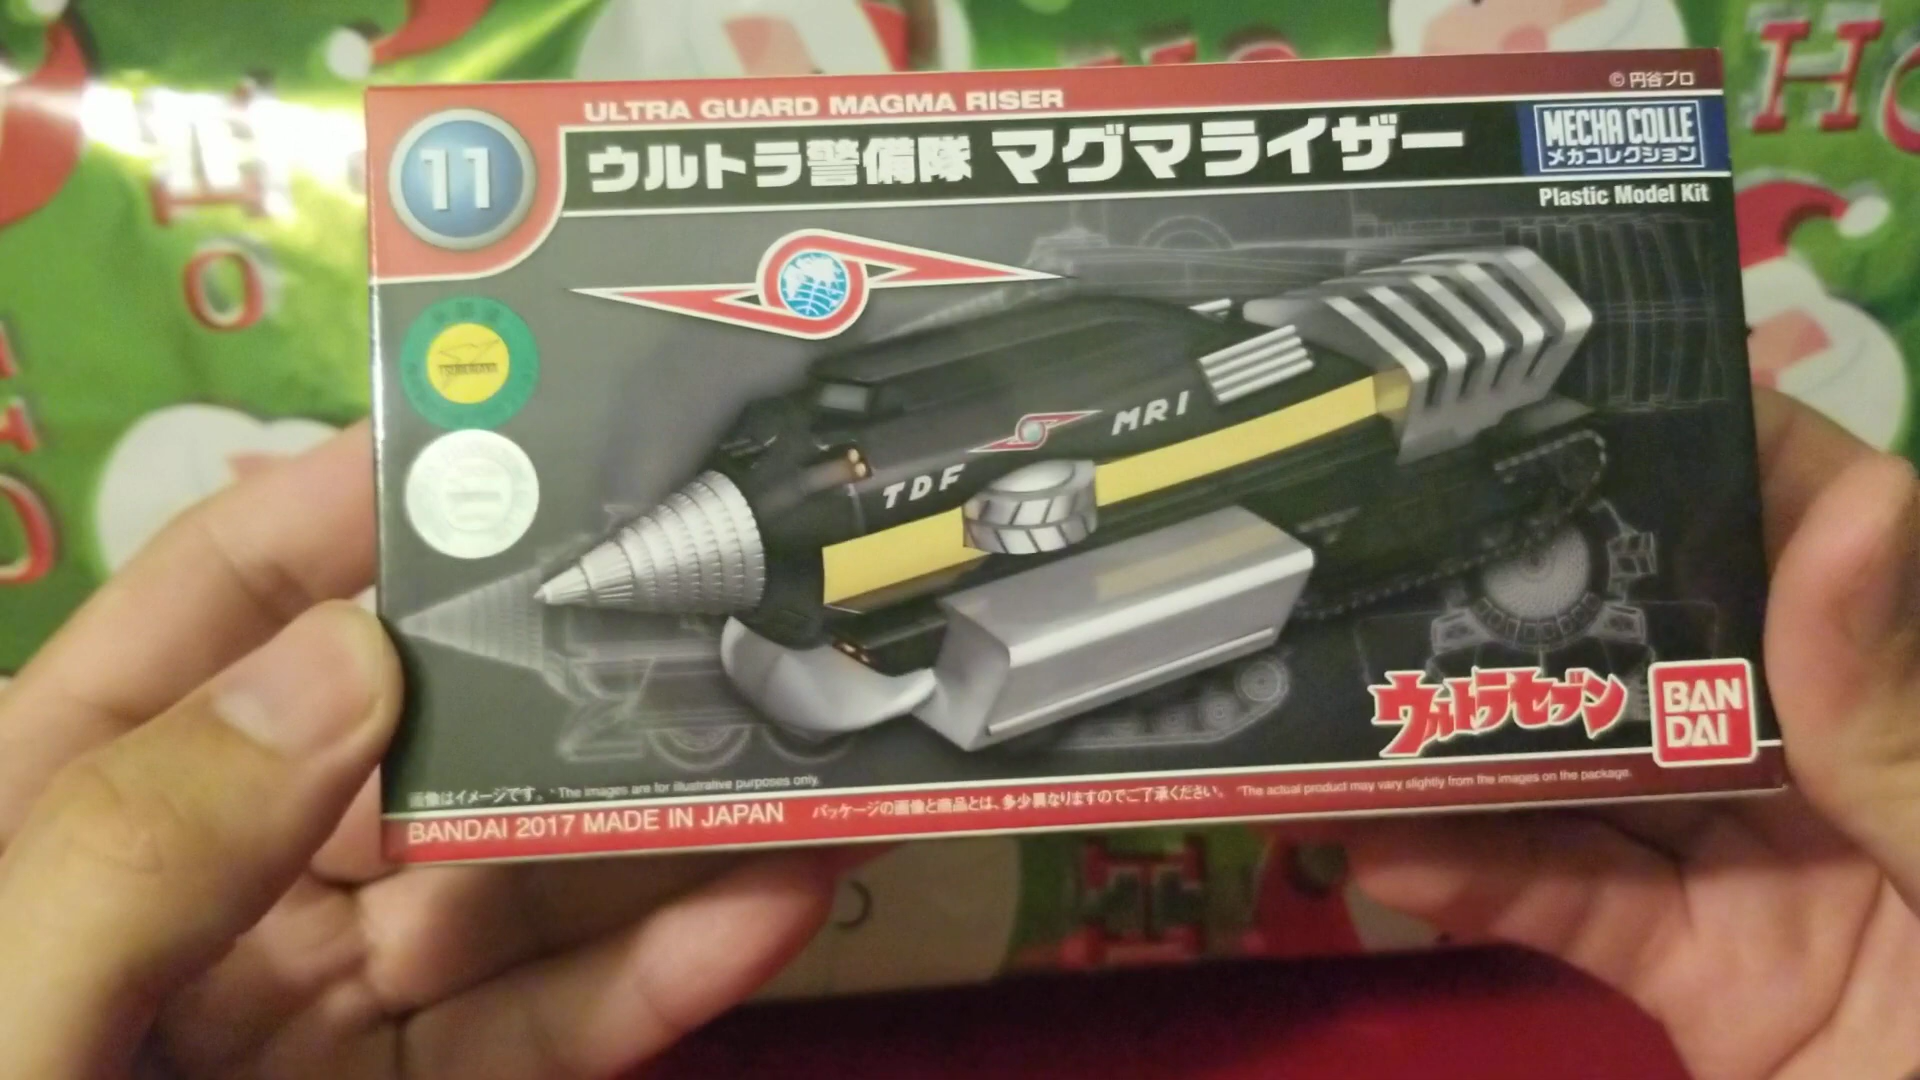 ULTRA GUARD MAGMA RISER
© 円谷プロ
11
ウルトラ警備隊 マグマライザー
MECHA COLLE
メカコレクション
Plastic Model Kit
TSUBURAYA
TDF
MR1
ウルトラセブン
BAN
DAI
画像はイメージです。 *The images are for illustrative purposes only.
BANDAI 2017 MADE IN JAPAN
パッケージの画像と商品とは、多少異なりますのでご了承ください。 *The actual product may vary slightly from the images on the package.
HO
H
o
H